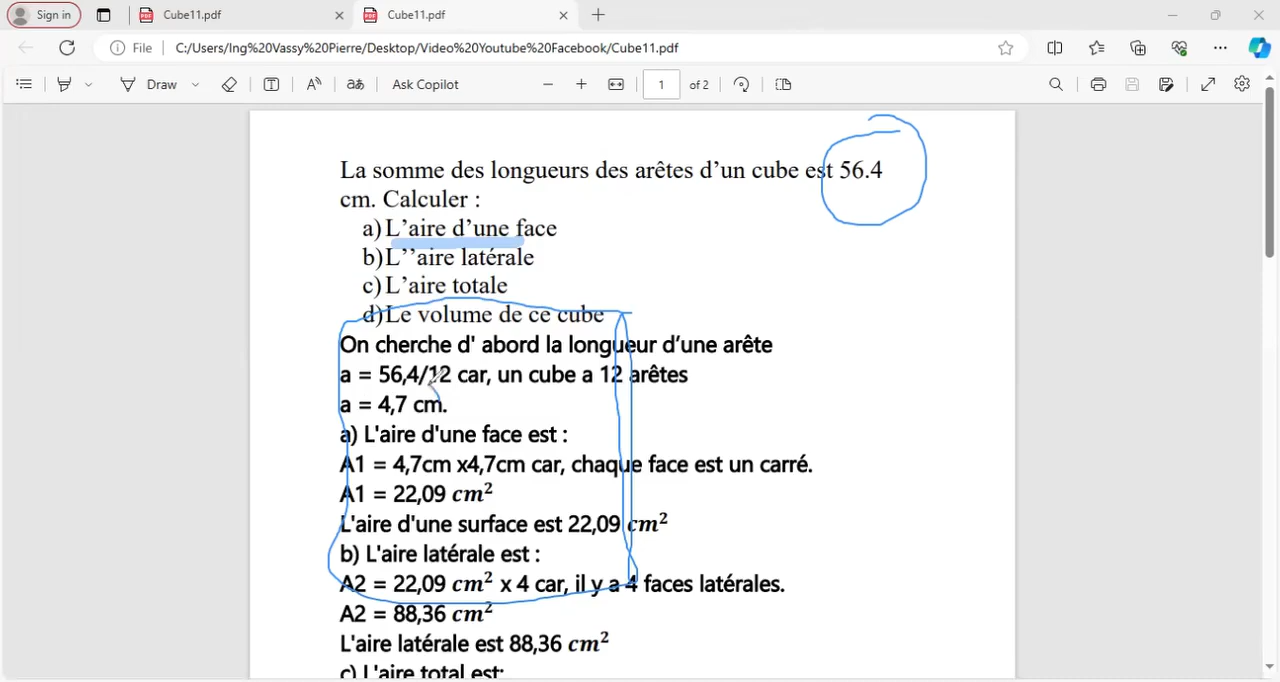 Sign in
Cube11.pdf
Cube11.pdf
File
C:/Users/Ing%20Vassy%20Pierre/Desktop/Video%20Youtube%20Facebook/Cube11.pdf
Draw
aあ
Ask Copilot
1 of 2
La somme des longueurs des arêtes d’un cube est 56.4
cm. Calculer :
a) L’aire d’une face
b) L’’aire latérale
c) L’aire totale
d) Le volume de ce cube
On cherche d' abord la longueur d’une arête
a = 56,4/12 car, un cube a 12 arêtes
a = 4,7 cm.
a) L'aire d'une face est :
A1 = 4,7cm x4,7cm car, chaque face est un carré.
A1 = 22,09 cm²
L'aire d'une surface est 22,09 cm²
b) L'aire latérale est :
A2 = 22,09 cm² x 4 car, il y a 4 faces latérales.
A2 = 88,36 cm²
L'aire latérale est 88,36 cm²
c) L'aire total est: